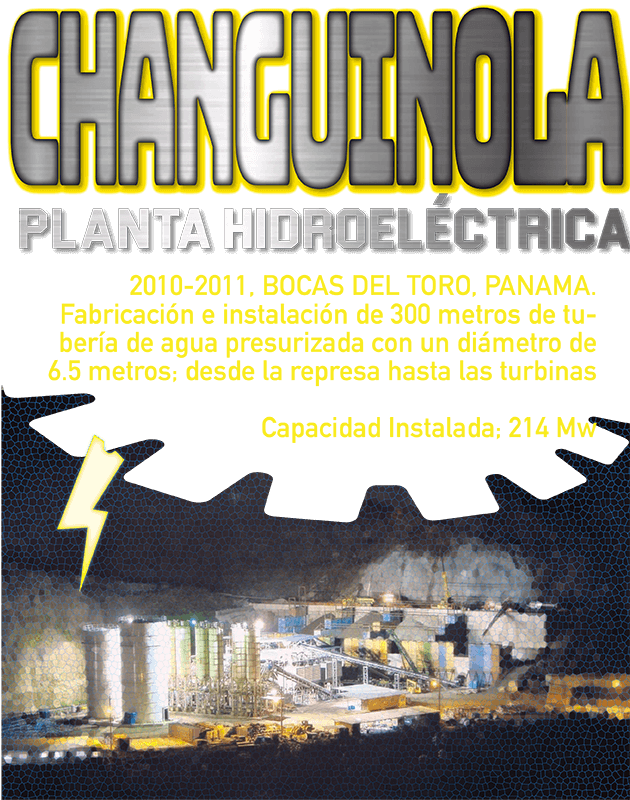 CHANGUINOLA
PLANTA HIDROELÉCTRICA
2010-2011, BOCAS DEL TORO, PANAMA.
Fabricación e instalación de 300 metros de tu-
bería de agua presurizada con un diámetro de
6.5 metros; desde la represa hasta las turbinas
Capacidad Instalada; 214 Mw